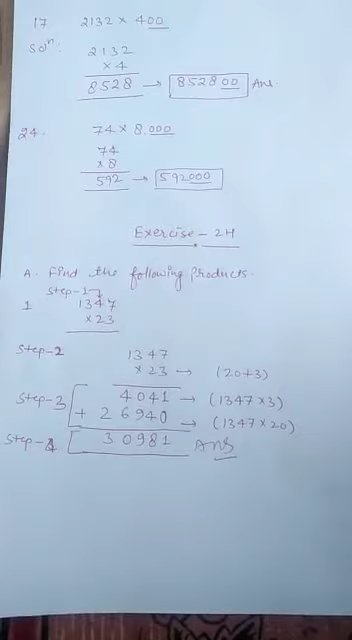 17. 2132 × 400
Solⁿ. 2132
× 4
8528 → 852800 Ans.
24. 74 × 8,000
74
× 8
592 → 592000
Exercise - 2H
A. Find the following Products.
Step-1 →
1 1347
× 23
Step-2 1347
× 23 → (20+3)
Step-3 4041 → (1347×3)
+ 26940 → (1347×20)
Step-4 30981 Ans